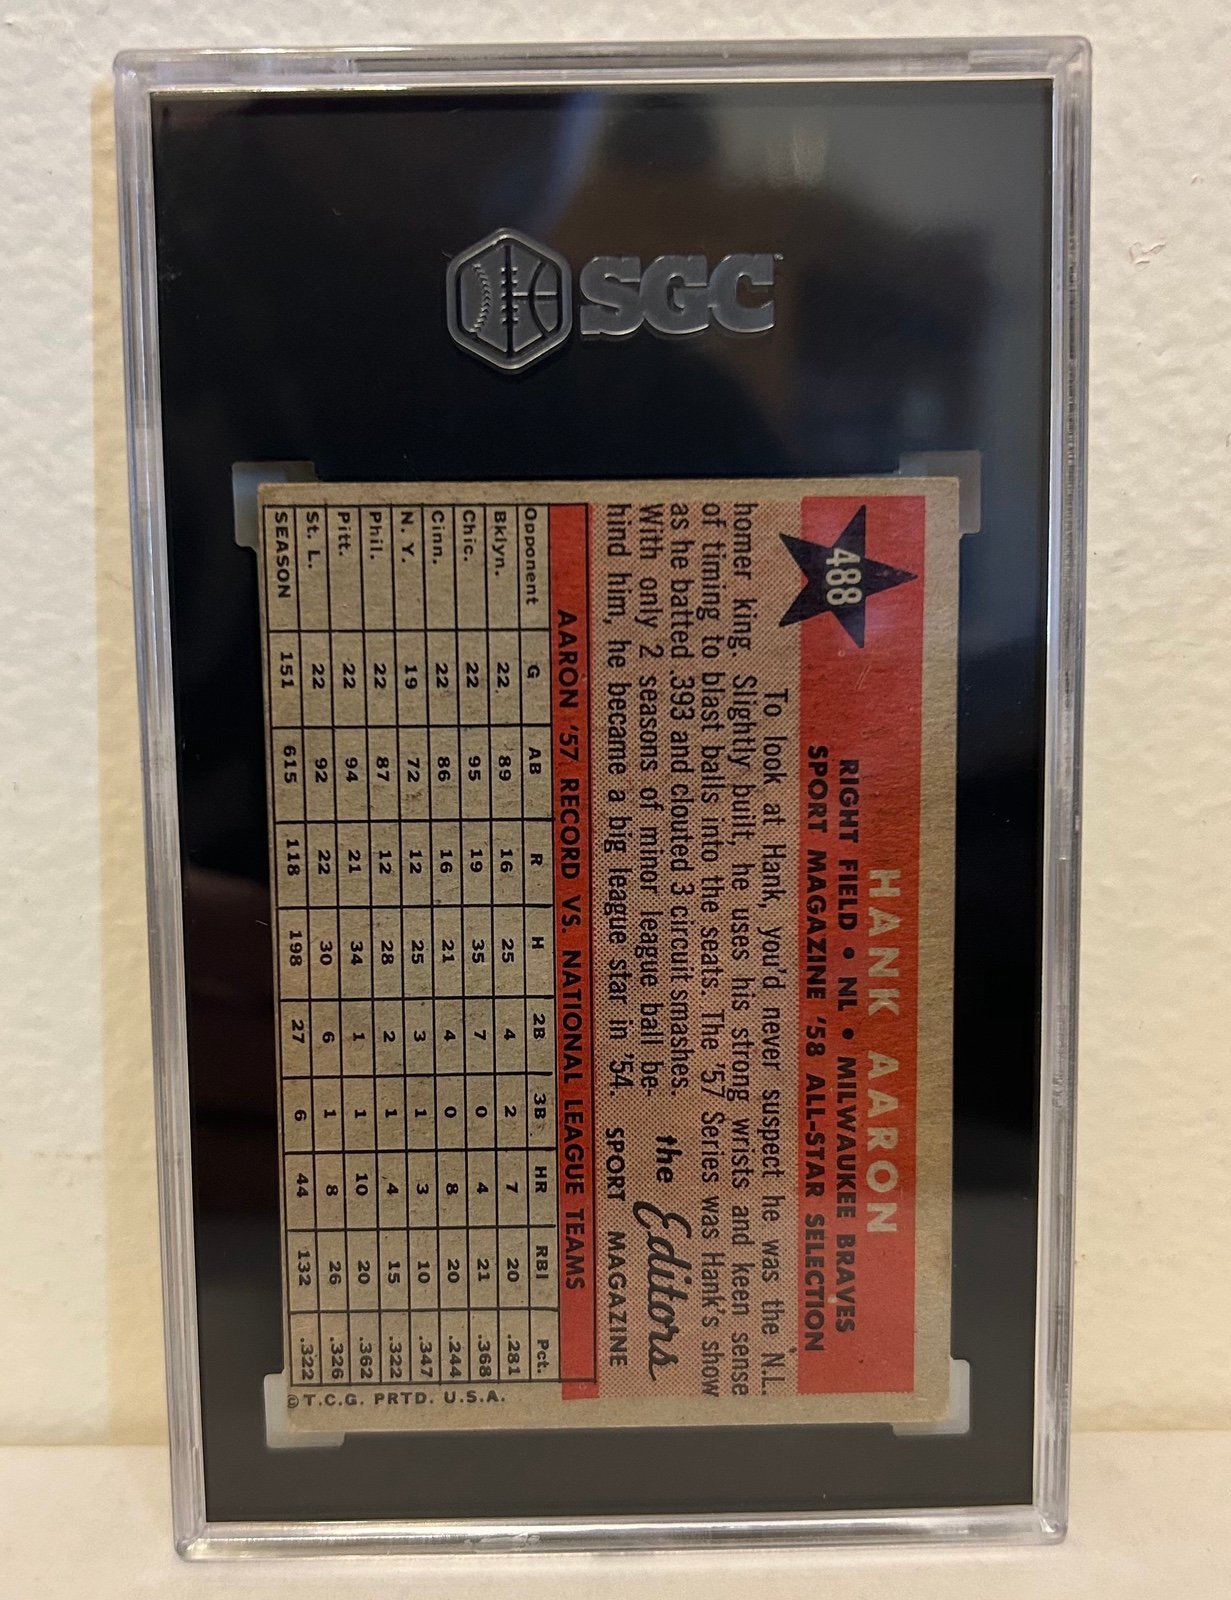 SGC
488
HANK AARON
RIGHT FIELD • NL • MILWAUKEE BRAVES
SPORT MAGAZINE '58 ALL-STAR SELECTION
To look at Hank, you'd never suspect he was the N.L.
homer king. Slightly built, he uses his strong wrists and keen sense
of timing to blast balls into the seats. The '57 Series was Hank's show
as he batted .393 and clouted 3 circuit smashes.
With only 2 seasons of minor league ball be-
hind him, he became a big league star in '54.
the Editors
SPORT MAGAZINE
AARON '57 RECORD VS. NATIONAL LEAGUE TEAMS
Opponent G AB R H 2B 3B HR RBI Pct.
Bklyn. 22 89 16 25 4 2 7 20 .281
Chic. 22 95 19 35 7 0 4 21 .368
Cinn. 22 86 16 21 4 0 8 20 .244
N. Y. 19 72 12 25 3 1 3 10 .347
Phil. 22 87 12 28 2 1 4 15 .322
Pitt. 22 94 21 34 1 1 10 20 .362
St. L. 22 92 22 30 6 1 8 26 .326
SEASON 151 615 118 198 27 6 44 132 .322
© T.C.G. PRTD. U.S.A.